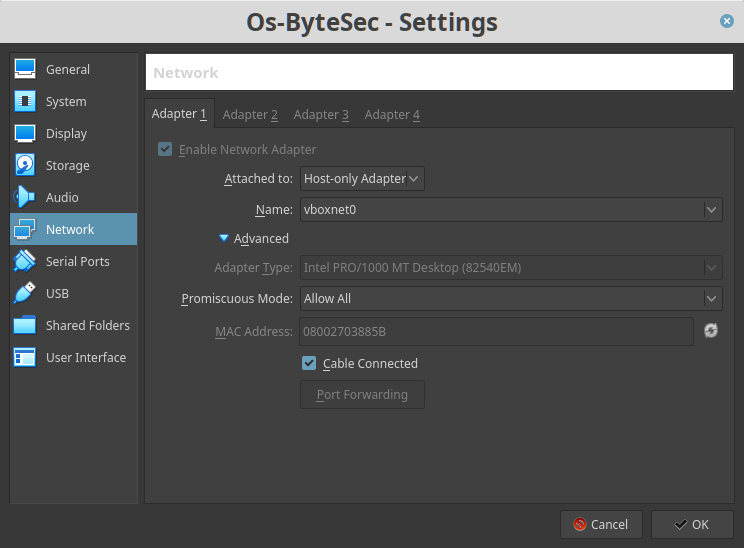 Os-ByteSec - Settings
General
System
Display
Storage
Audio
Network
Serial Ports
USB
Shared Folders
User Interface
Network
Adapter 1 Adapter 2 Adapter 3 Adapter 4
Enable Network Adapter
Attached to: Host-only Adapter
Name: vboxnet0
Advanced
Adapter Type: Intel PRO/1000 MT Desktop (82540EM)
Promiscuous Mode: Allow All
MAC Address: 08002703885B
Cable Connected
Port Forwarding
Cancel OK